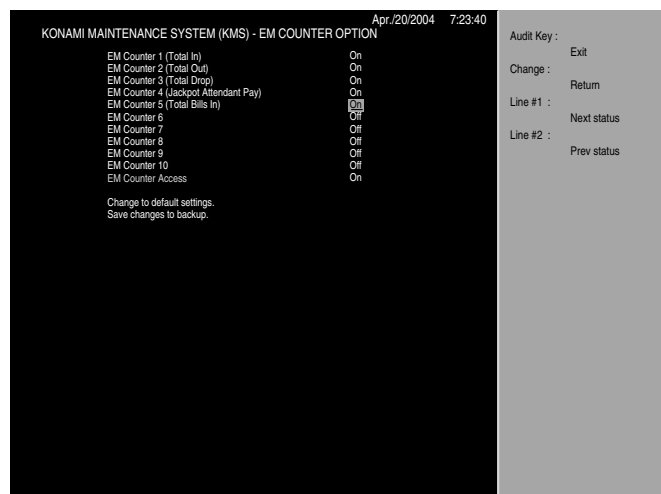 Apr./20/2004 7:23:40
KONAMI MAINTENANCE SYSTEM (KMS) - EM COUNTER OPTION
EM Counter 1 (Total In) On
EM Counter 2 (Total Out) On
EM Counter 3 (Total Drop) On
EM Counter 4 (Jackpot Attendant Pay) On
EM Counter 5 (Total Bills In) On
EM Counter 6 Off
EM Counter 7 Off
EM Counter 8 Off
EM Counter 9 Off
EM Counter 10 Off
EM Counter Access On
Change to default settings.
Save changes to backup.
Audit Key :
Exit
Change :
Return
Line #1 :
Next status
Line #2 :
Prev status